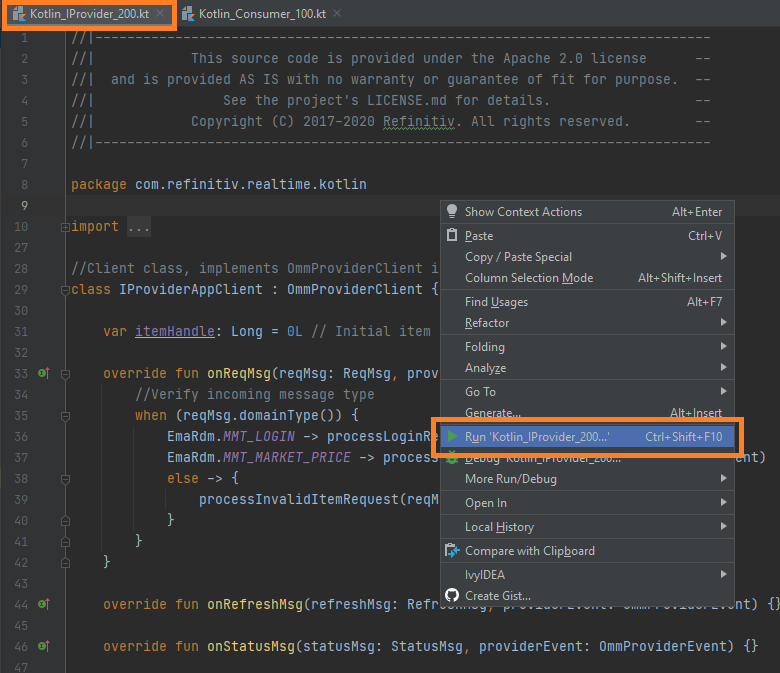 Kotlin_IProvider_200.kt Kotlin_Consumer_100.kt
1 //|-----------------------------------------------------------------------------
2 //| This source code is provided under the Apache 2.0 license --
3 //| and is provided AS IS with no warranty or guarantee of fit for purpose. --
4 //| See the project's LICENSE.md for details. --
5 //| Copyright (C) 2017-2020 Refinitiv. All rights reserved. --
6 //|-----------------------------------------------------------------------------
7
8 package com.refinitiv.realtime.kotlin
9
10 import ...
27
28 //Client class, implements OmmProviderClient i
29 class IProviderAppClient : OmmProviderClient {
30
31 var itemHandle: Long = 0L // Initial item
32
33 override fun onReqMsg(reqMsg: ReqMsg, prov
34 //Verify incoming message type
35 when (reqMsg.domainType()) {
36 EmaRdm.MMT_LOGIN -> processLoginRe
37 EmaRdm.MMT_MARKET_PRICE -> process ent)
38 else -> {
39 processInvalidItemRequest(reqM
40 }
41 }
42 }
43
44 override fun onRefreshMsg(refreshMsg: RefreshMsg, providerEvent: OmmProviderEvent) {}
45
46 override fun onStatusMsg(statusMsg: StatusMsg, providerEvent: OmmProviderEvent) {}
47
Show Context Actions Alt+Enter
Paste Ctrl+V
Copy / Paste Special
Column Selection Mode Alt+Shift+Insert
Find Usages Alt+F7
Refactor
Folding
Analyze
Go To
Generate... Alt+Insert
Run 'Kotlin_IProvider_200...' Ctrl+Shift+F10
Debug 'Kotlin_IProvider_200...'
More Run/Debug
Open In
Local History
Compare with Clipboard
IvyIDEA
Create Gist...